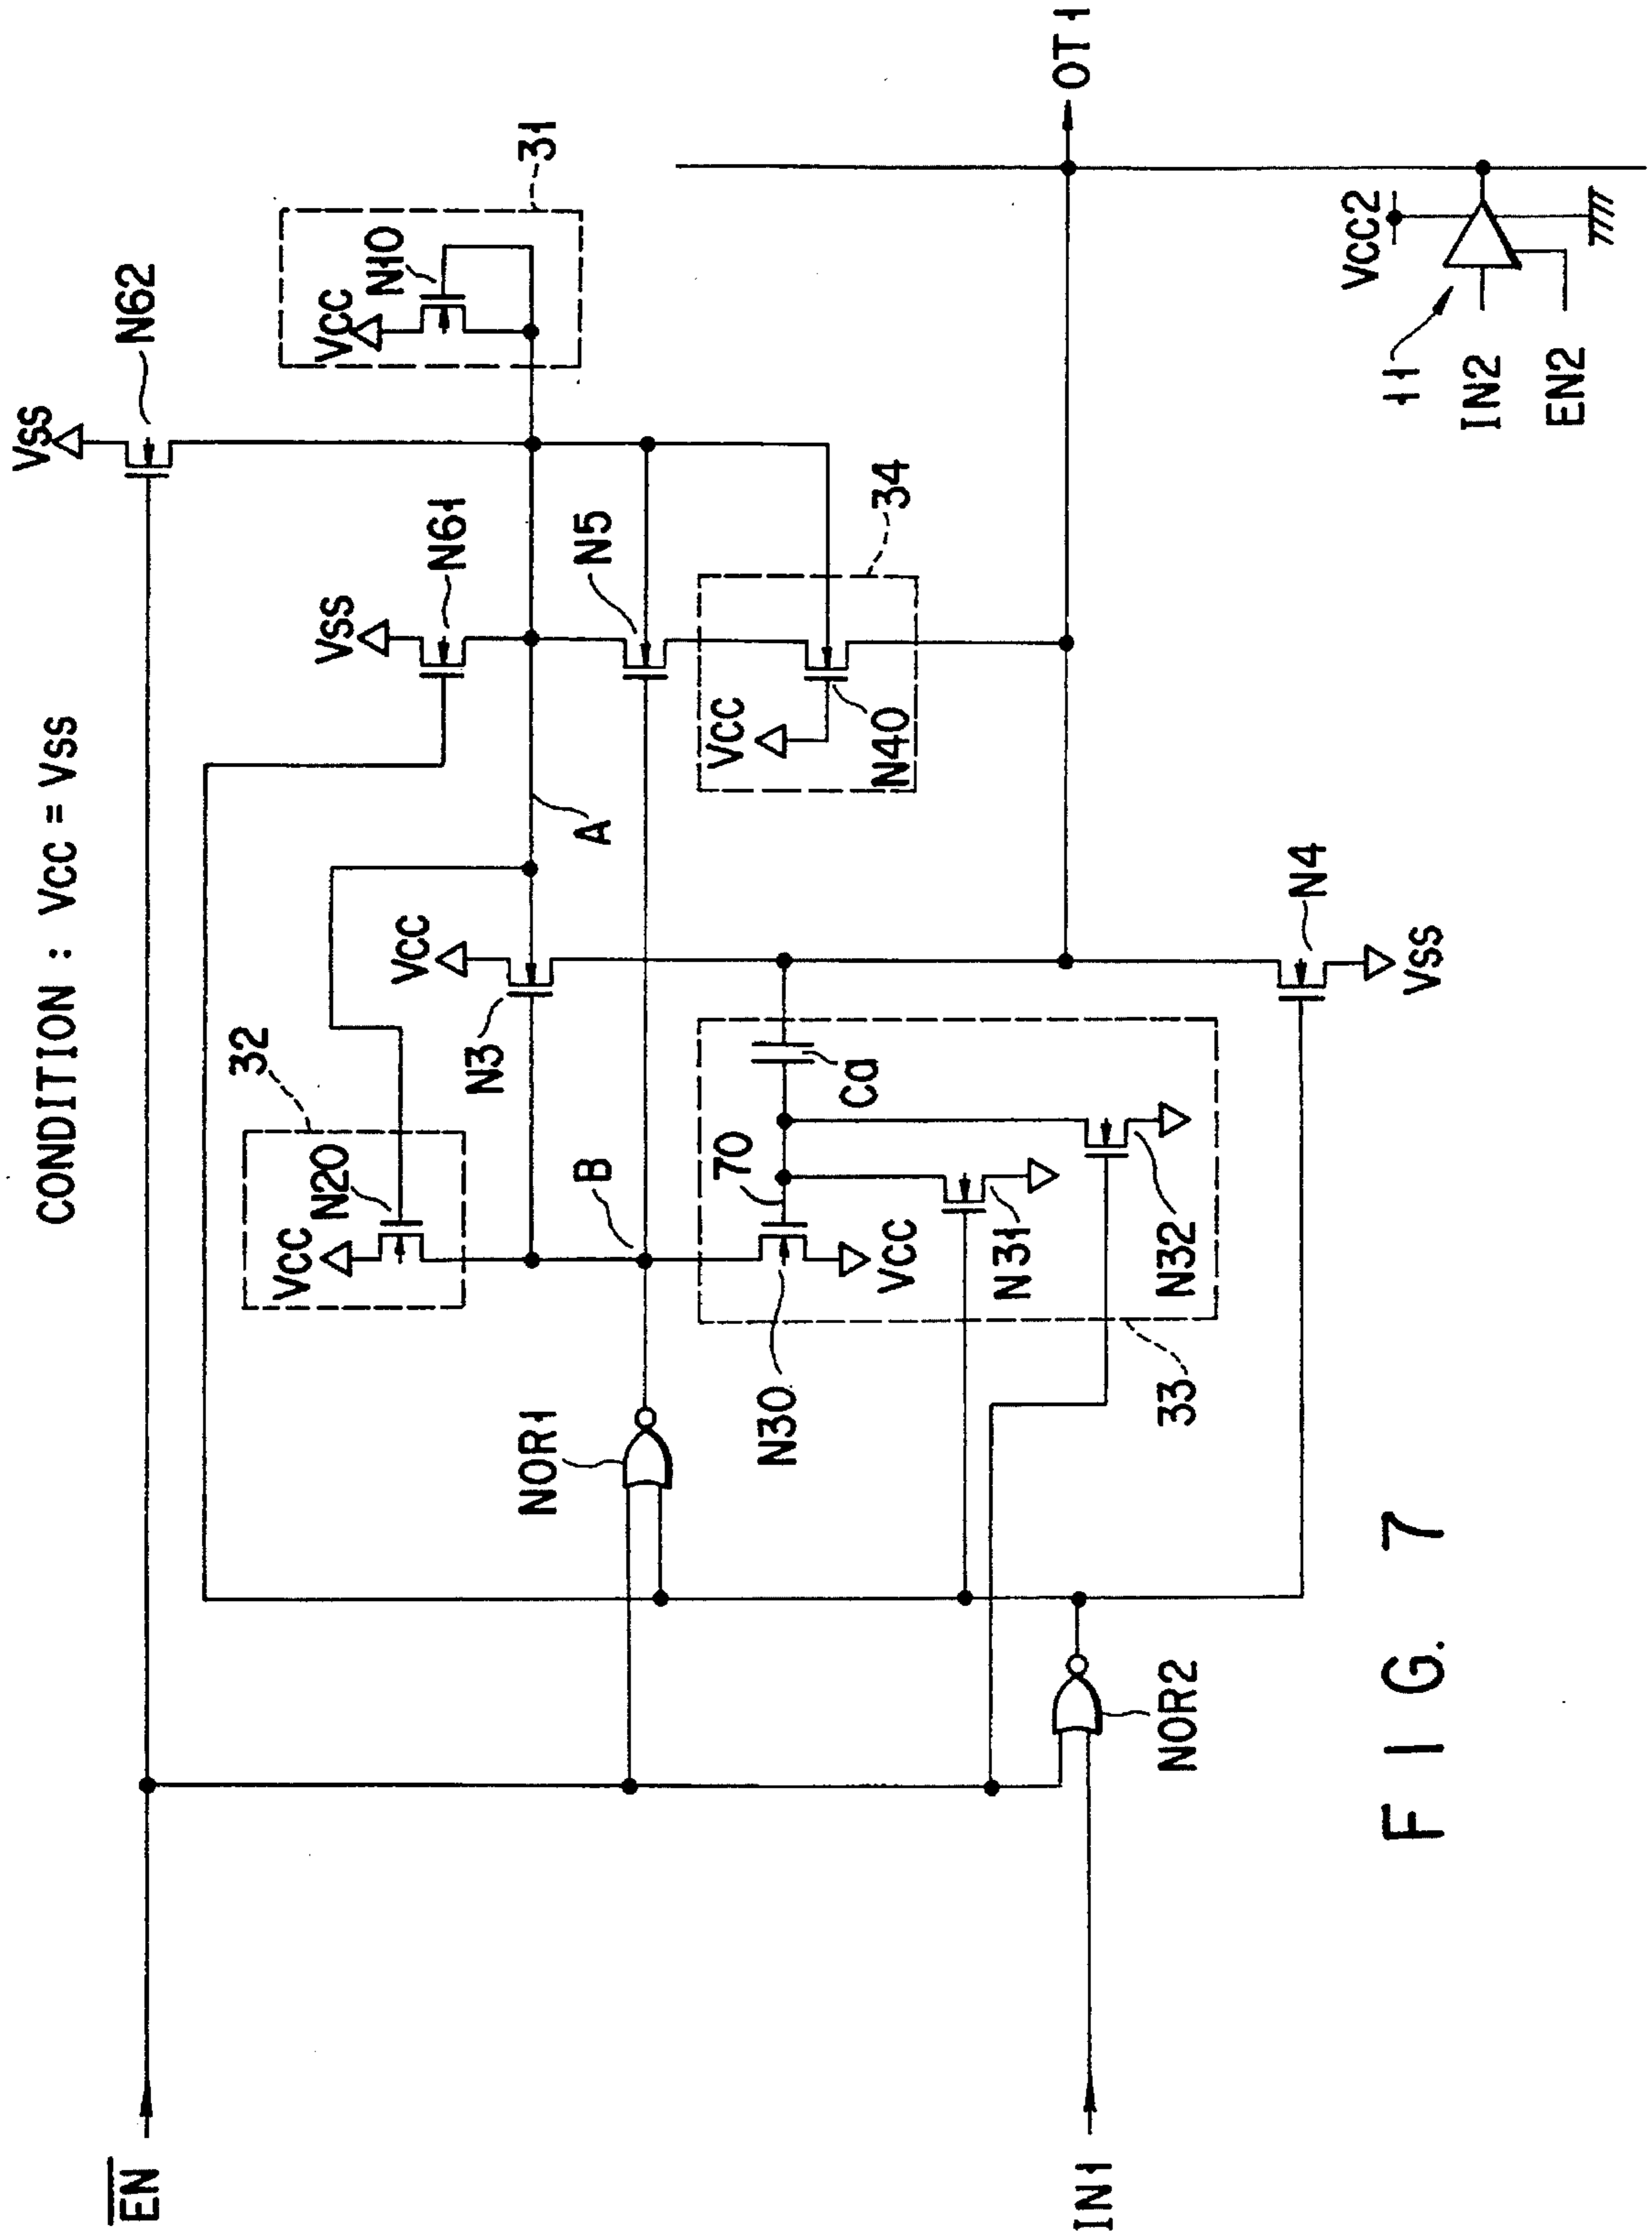 CONDITION : VCC = VSS
VSS
N62
31
VCC
N10
VSS
N61
N5
34
VCC
N40
A
32
VCC
N20
VCC
N3
B
NOR1
33
70
Ca
N30
VCC
N31
N32
N4
VSS
OT1
VCC2
11
IN2
EN2
NOR2
EN
IN1
FIG. 7